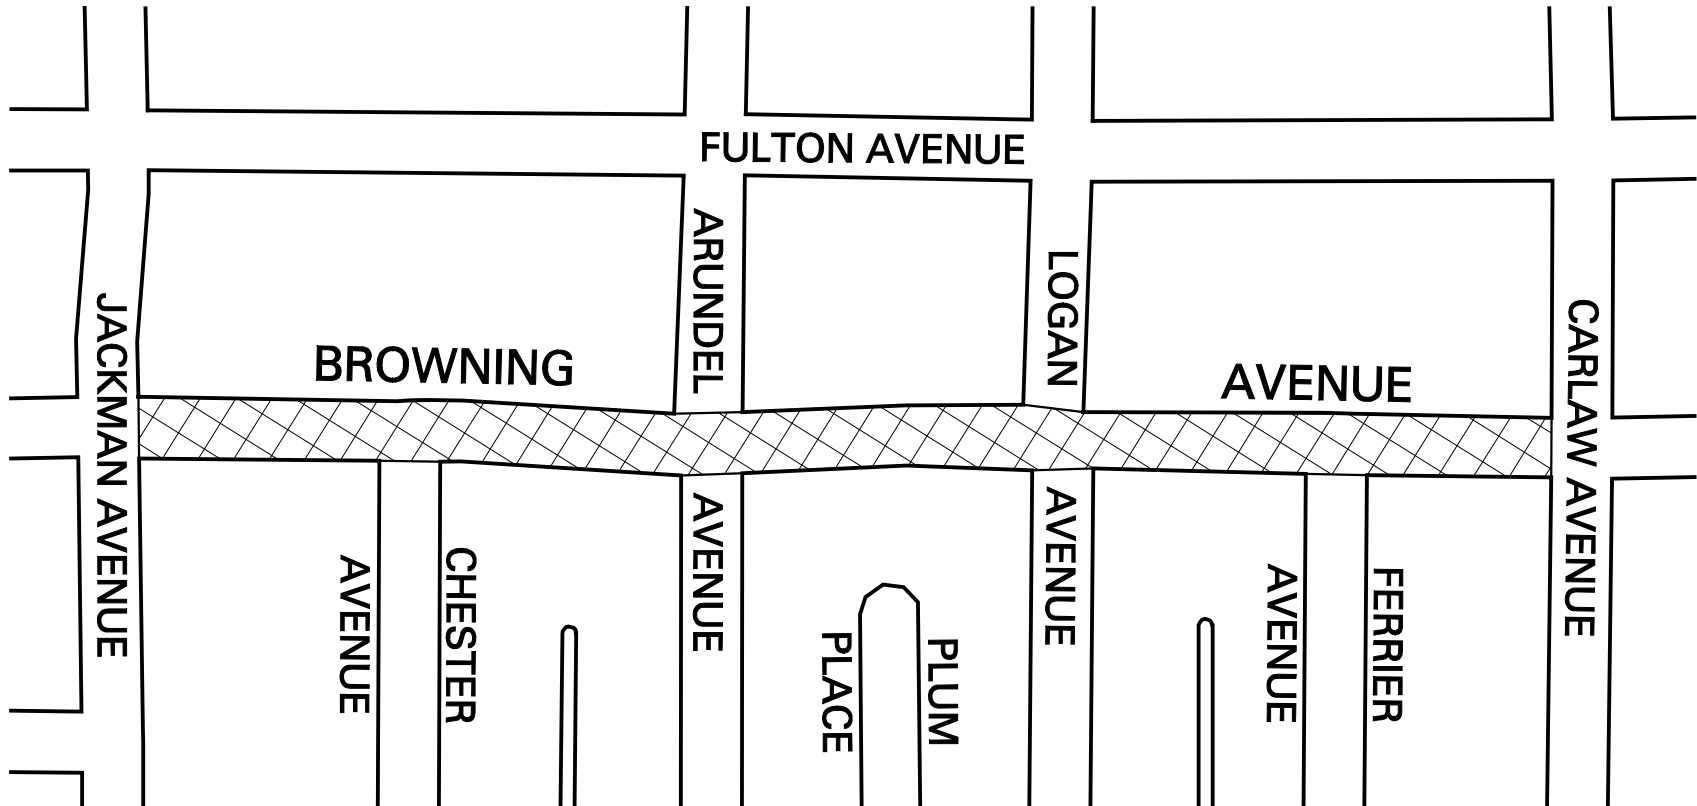 FULTON AVENUE
ARUNDEL
LOGAN
JACKMAN AVENUE
BROWNING
AVENUE
CARLAW AVENUE
AVENUE
CHESTER
AVENUE
PLACE
PLUM
AVENUE
AVENUE
FERRIER